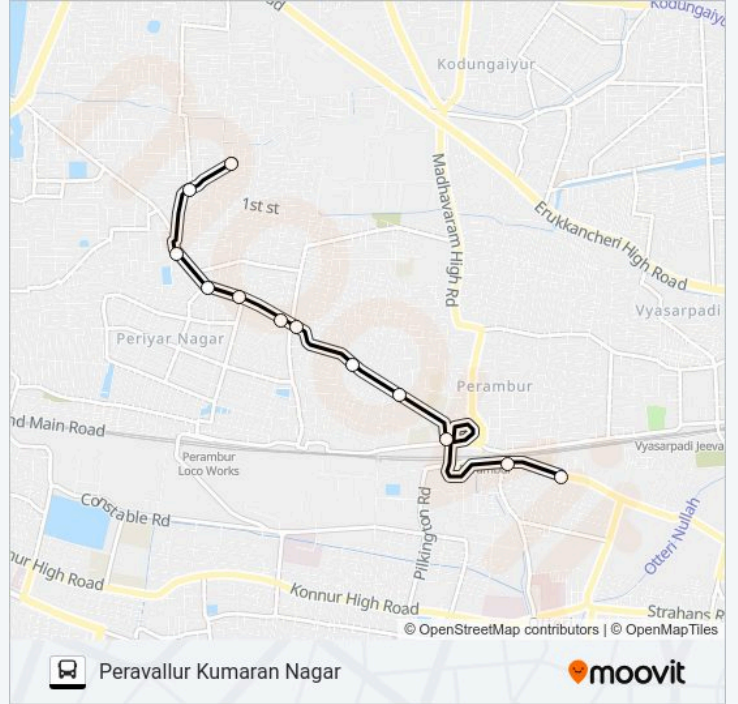 Kodungaiyu
Kodungaiyur
Madhavaram High Rd
1st st
Erukkancheri High Road
Vyasarpadi
Periyar Nagar
Perambur
nd Main Road
Vyasarpadi Jeeva
Perambur
Loco Works
Constable Rd
Pilkington Rd
Otteri Nullah
nur High Road
Konnur High Road
Strahans R
© OpenStreetMap contributors | © OpenMapTiles
Peravallur Kumaran Nagar
moovit